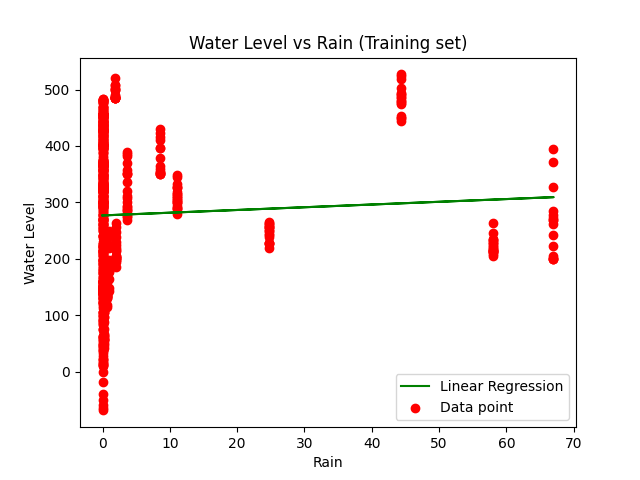 Water Level vs Rain (Training set)
500
400
300
200
100
0
Water Level
0 10 20 30 40 50 60 70
Rain
Linear Regression
Data point